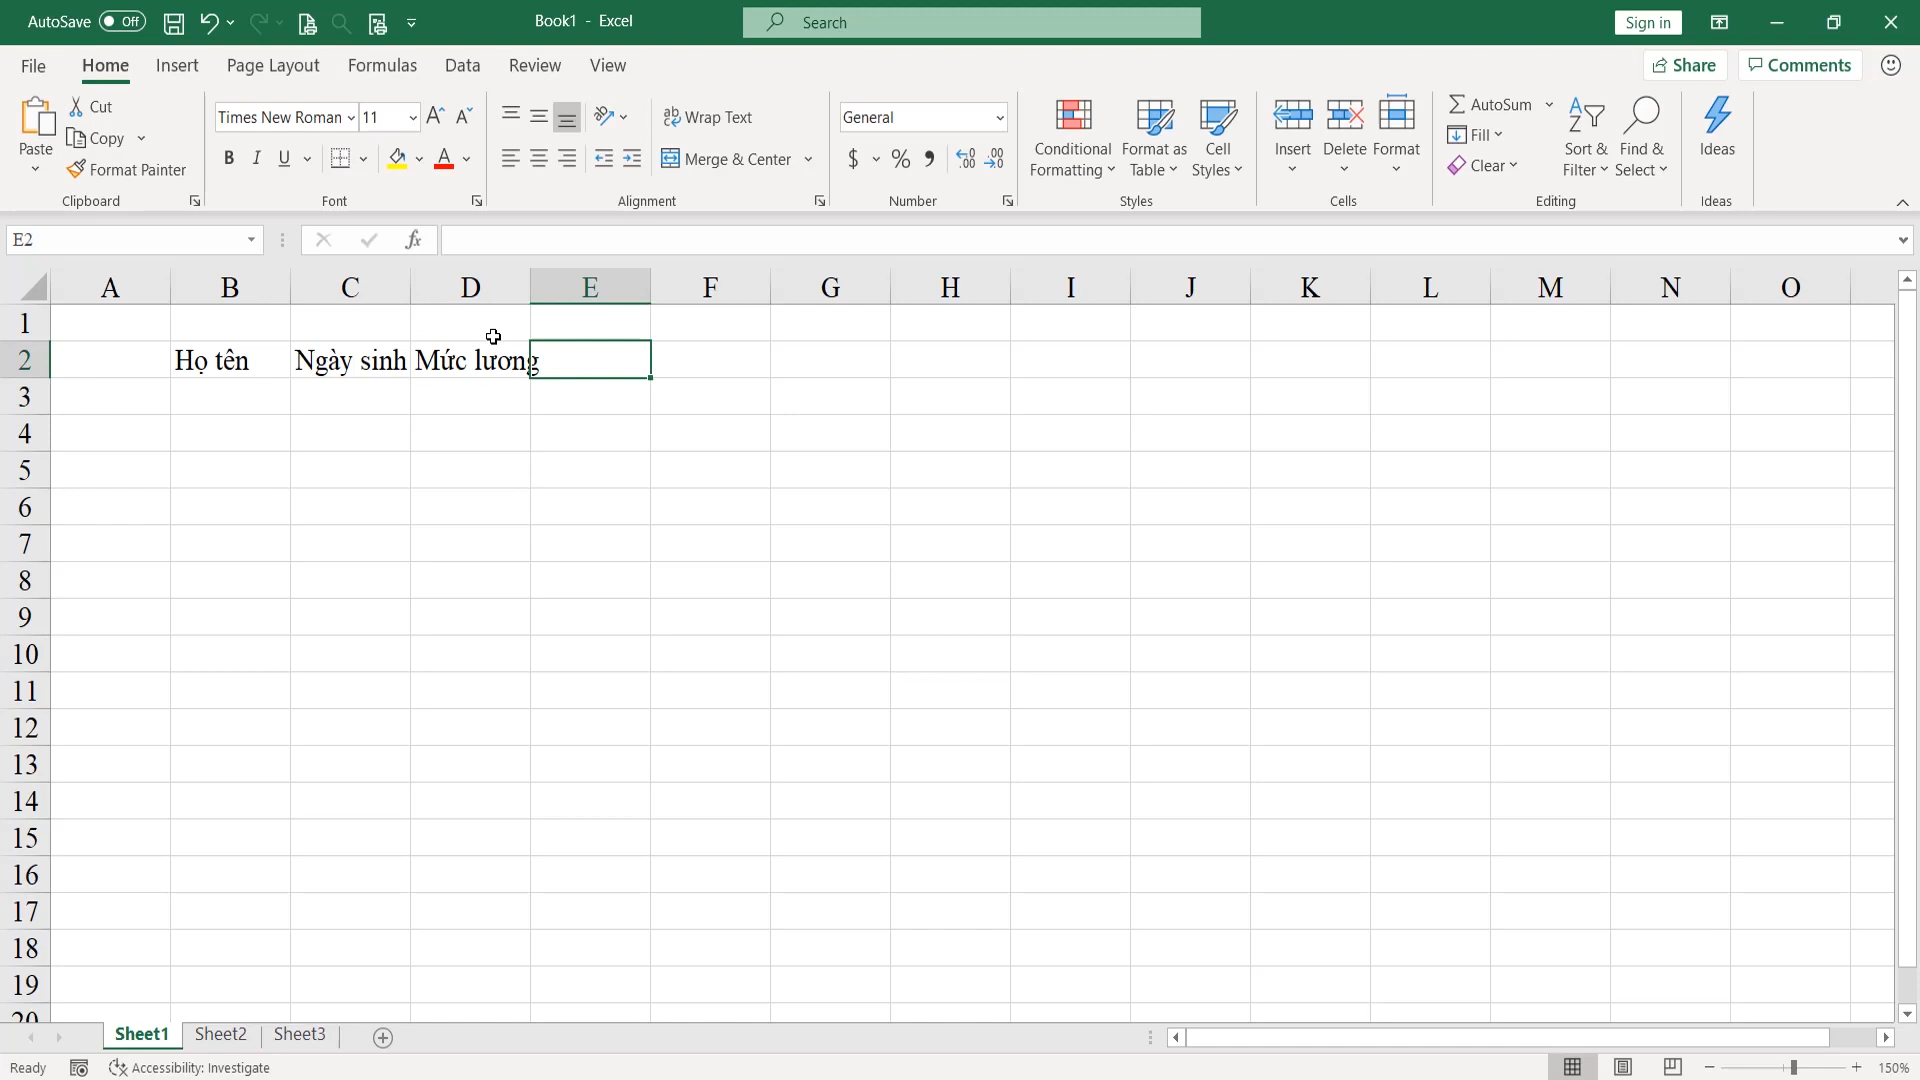 AutoSave Off Book1 - Excel Search Sign in
File Home Insert Page Layout Formulas Data Review View Share Comments
Paste Cut Copy Format Painter
Clipboard
Times New Roman 11
B I U A
Font
Wrap Text
Merge & Center
Alignment
General
$ % 9 .00 .0
Number
Conditional Formatting
Format as Table
Cell Styles
Styles
Insert Delete Format
Cells
AutoSum
Fill
Clear
Sort & Filter
Find & Select
Editing
Ideas
Ideas
E2 fx
A B C D E F G H I J K L M N O
1
2 Họ tên Ngày sinh Mức lương
3
4
5
6
7
8
9
10
11
12
13
14
15
16
17
18
19
20
Sheet1 Sheet2 Sheet3
Ready Accessibility: Investigate 150%